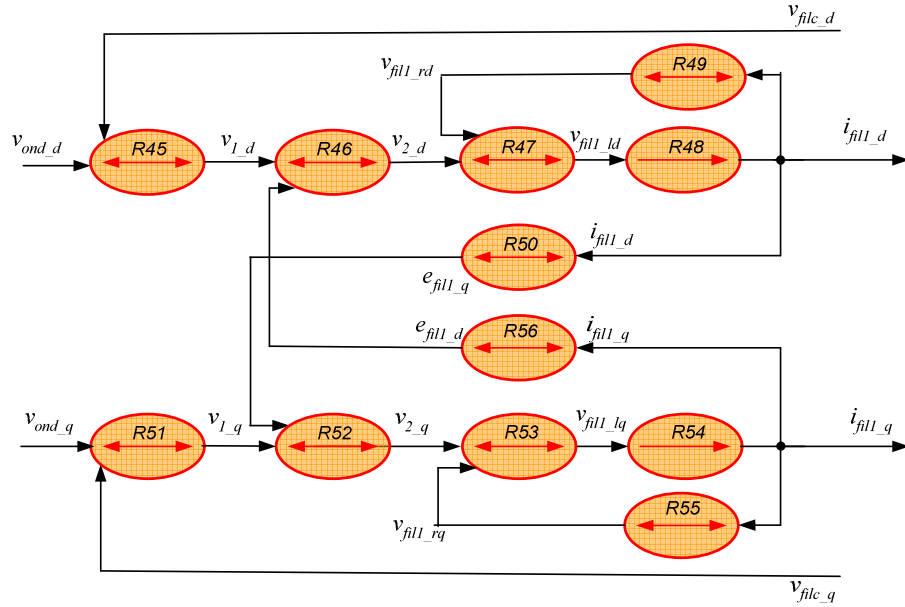 v_filc_d
R49
v_fil1_rd
v_ond_d
R45
v_1_d
R46
v_2_d
R47
v_fil1_ld
R48
i_fil1_d
R50
i_fil1_d
e_fil1_q
e_fil1_d
R56
i_fil1_q
v_ond_q
R51
v_1_q
R52
v_2_q
R53
v_fil1_lq
R54
i_fil1_q
R55
v_fil1_rq
v_filc_q